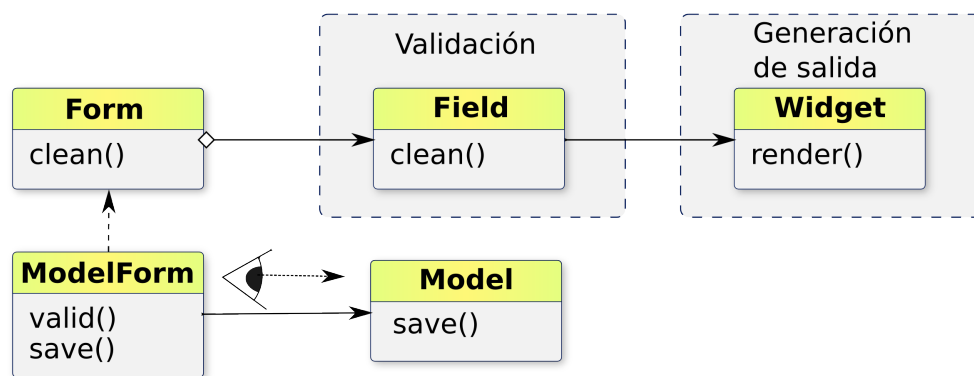 Validación
Generación
de salida
Form
clean()
Field
clean()
Widget
render()
ModelForm
valid()
save()
Model
save()